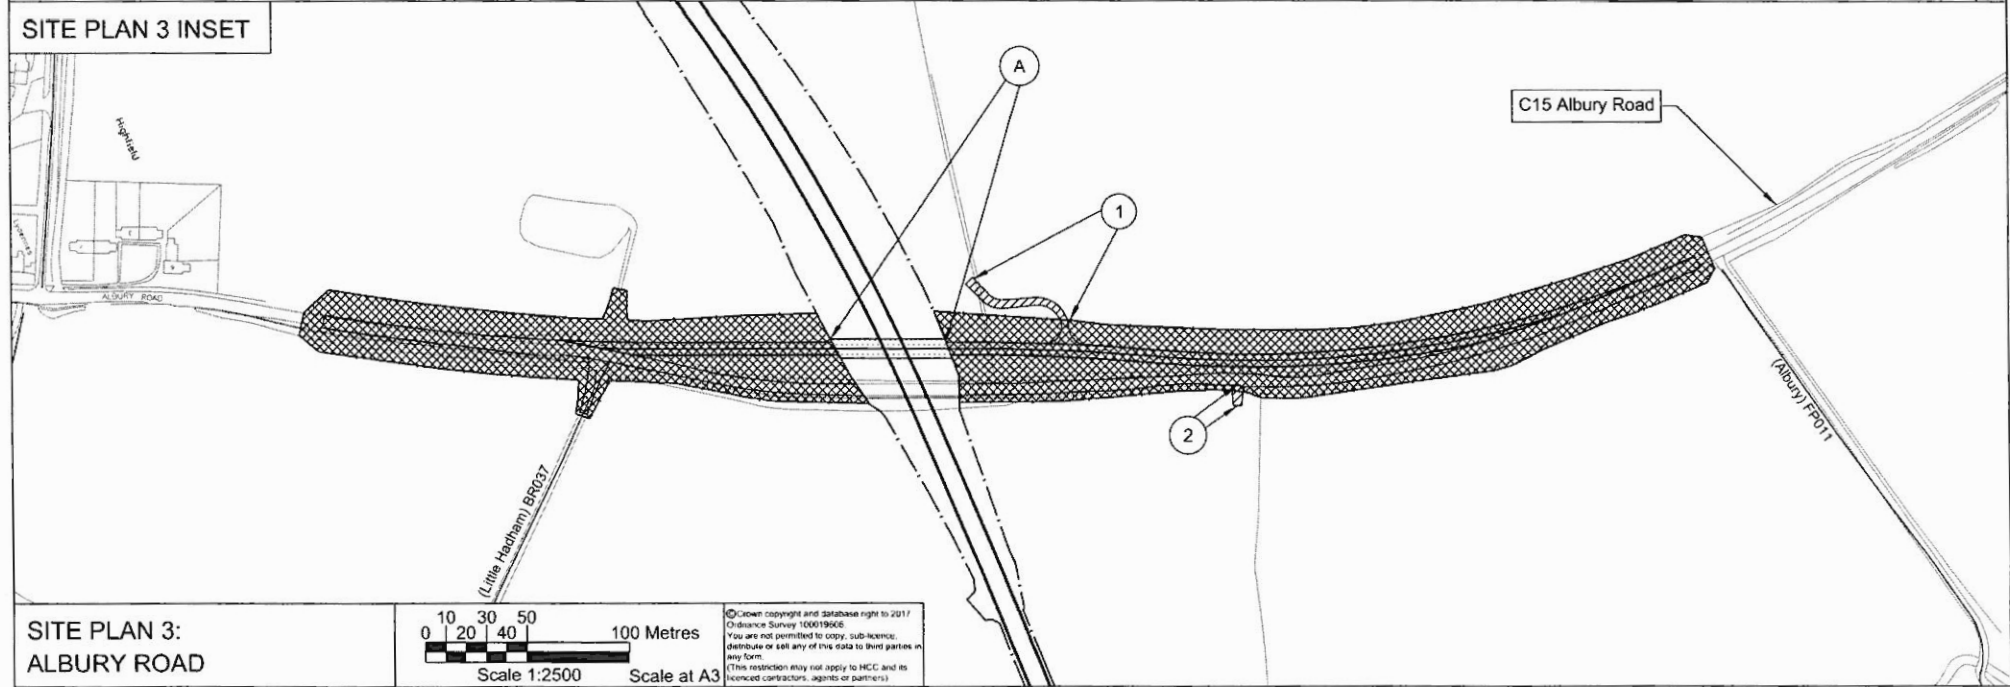 SITE PLAN 3 INSET
A
1
C15 Albury Road
Highfield
ALBURY ROAD
2
(Albury) FP011
(Little Hadham) BR037
SITE PLAN 3:
ALBURY ROAD
0 10 20 30 40 50 100 Metres
Scale 1:2500 Scale at A3
©Crown copyright and database right to 2017
Ordnance Survey 100019606.
You are not permitted to copy, sub-licence,
distribute or sell any of this data to third parties in
any form.
(This restriction may not apply to HCC and its
licenced contractors, agents or partners)